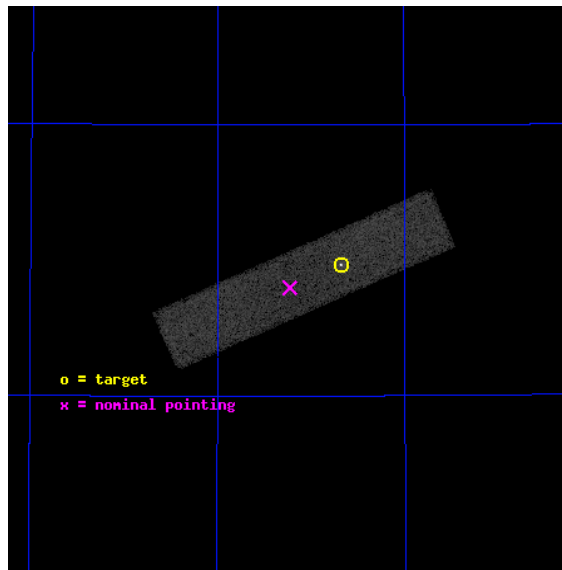 o = target
x = nominal pointing